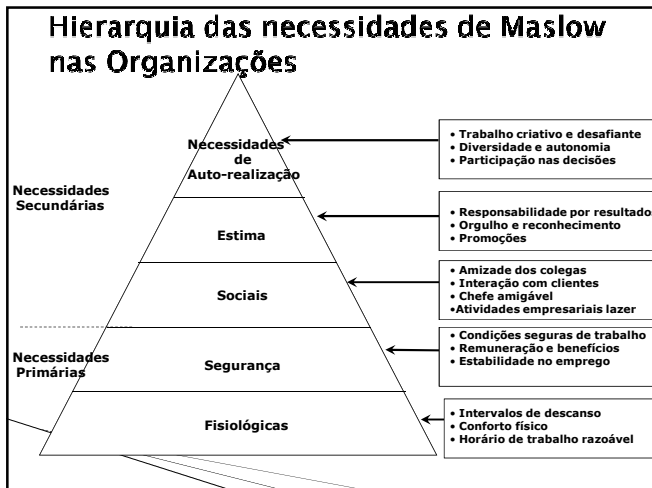 Hierarquia das necessidades de Maslow
nas Organizações
Necessidades
de
Auto-realização
• Trabalho criativo e desafiante
• Diversidade e autonomia
• Participação nas decisões
Necessidades
Secundárias
Estima
• Responsabilidade por resultados
• Orgulho e reconhecimento
• Promoções
Sociais
• Amizade dos colegas
• Interação com clientes
• Chefe amigável
•Atividades empresariais lazer
Necessidades
Primárias
Segurança
• Condições seguras de trabalho
• Remuneração e benefícios
• Estabilidade no emprego
Fisiológicas
• Intervalos de descanso
• Conforto físico
• Horário de trabalho razoável